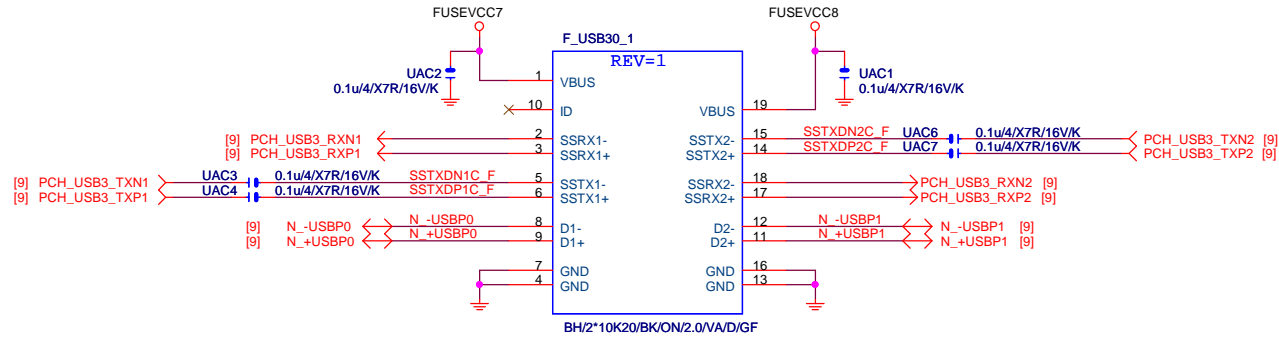 FUSEVCC7
FUSEVCC8
F_USB30_1
REV=1
UAC2
0.1u/4/X7R/16V/K
UAC1
0.1u/4/X7R/16V/K
1 VBUS
10 ID
VBUS 19
[9] PCH_USB3_RXN1 2 SSRX1-
[9] PCH_USB3_RXP1 3 SSRX1+
SSTX2- 15 SSTXDN2C_F UAC6 0.1u/4/X7R/16V/K PCH_USB3_TXN2 [9]
SSTX2+ 14 SSTXDP2C_F UAC7 0.1u/4/X7R/16V/K PCH_USB3_TXP2 [9]
[9] PCH_USB3_TXN1 UAC3 0.1u/4/X7R/16V/K SSTXDN1C_F 5 SSTX1-
[9] PCH_USB3_TXP1 UAC4 0.1u/4/X7R/16V/K SSTXDP1C_F 6 SSTX1+
SSRX2- 18 PCH_USB3_RXN2 [9]
SSRX2+ 17 PCH_USB3_RXP2 [9]
[9] N_-USBP0 N_-USBP0 8 D1-
[9] N_+USBP0 N_+USBP0 9 D1+
D2- 12 N_-USBP1 N_-USBP1 [9]
D2+ 11 N_+USBP1 N_+USBP1 [9]
7 GND
4 GND
GND 16
GND 13
BH/2*10K20/BK/ON/2.0/VA/D/GF